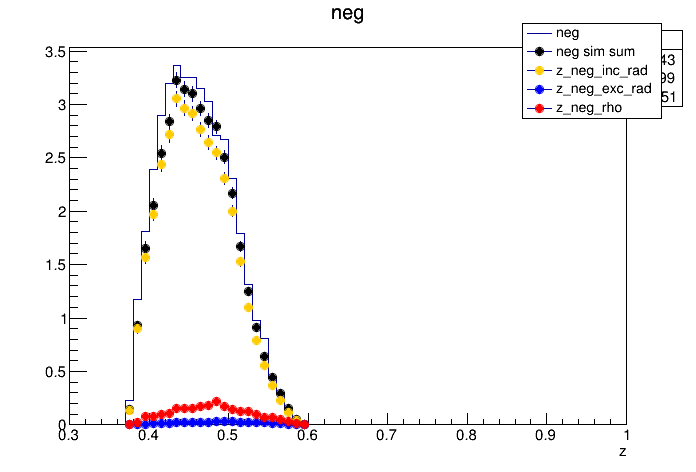 neg
neg
neg sim sum
z_neg_inc_rad
z_neg_exc_rad
z_neg_rho
43
99
51
3.5
3
2.5
2
1.5
1
0.5
0
0.3 0.4 0.5 0.6 0.7 0.8 0.9 1
z